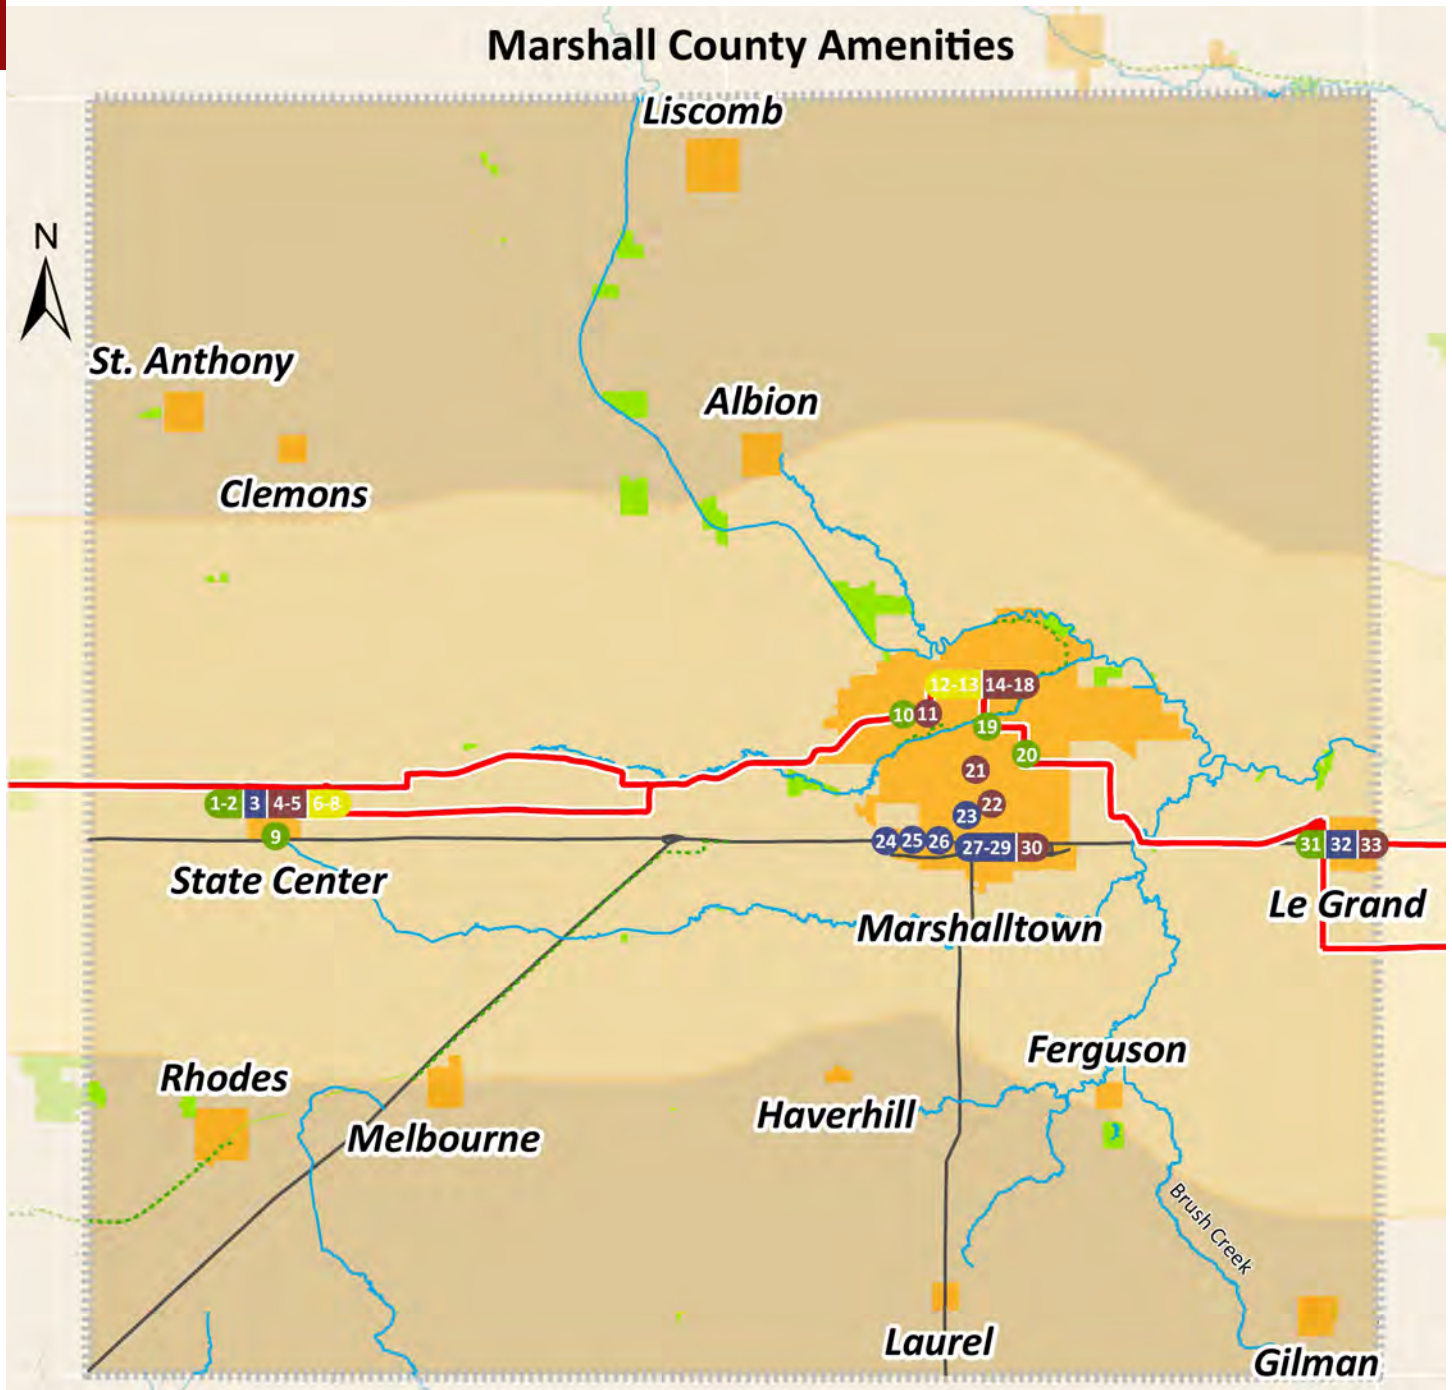 Marshall County Amenities
Liscomb
N
St. Anthony
Albion
Clemons
12-13 14-18
10 11
19
20
21
1-2 3 4-5 6-8
22
23
9
24 25 26 27-29 30
31 32 33
State Center
Le Grand
Marshalltown
Ferguson
Rhodes
Haverhill
Melbourne
Brush Creek
Laurel
Gilman